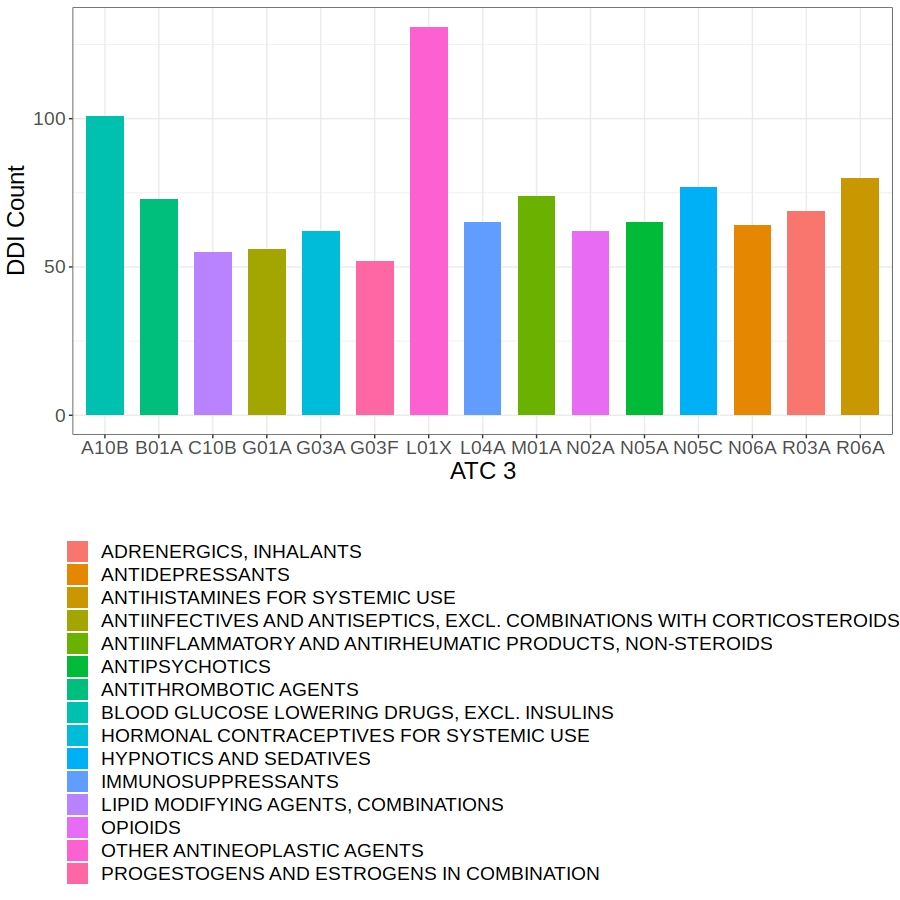 100
50
0
DDI Count
A10B B01A C10B G01A G03A G03F L01X L04A M01A N02A N05A N05C N06A R03A R06A
ATC 3
ADRENERGICS, INHALANTS
ANTIDEPRESSANTS
ANTIHISTAMINES FOR SYSTEMIC USE
ANTIINFECTIVES AND ANTISEPTICS, EXCL. COMBINATIONS WITH CORTICOSTEROIDS
ANTIINFLAMMATORY AND ANTIRHEUMATIC PRODUCTS, NON-STEROIDS
ANTIPSYCHOTICS
ANTITHROMBOTIC AGENTS
BLOOD GLUCOSE LOWERING DRUGS, EXCL. INSULINS
HORMONAL CONTRACEPTIVES FOR SYSTEMIC USE
HYPNOTICS AND SEDATIVES
IMMUNOSUPPRESSANTS
LIPID MODIFYING AGENTS, COMBINATIONS
OPIOIDS
OTHER ANTINEOPLASTIC AGENTS
PROGESTOGENS AND ESTROGENS IN COMBINATION